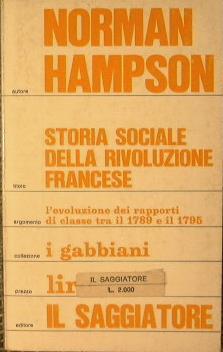 NORMAN
HAMPSON
autore
STORIA SOCIALE
DELLA RIVOLUZIONE
FRANCESE
titolo
l'evoluzione dei rapporti
di classe tra il 1789 e il 1795
argomento
i gabbiani
collezione
IL SAGGIATORE
L. 2.000
lir
prezzo
IL SAGGIATORE
editore